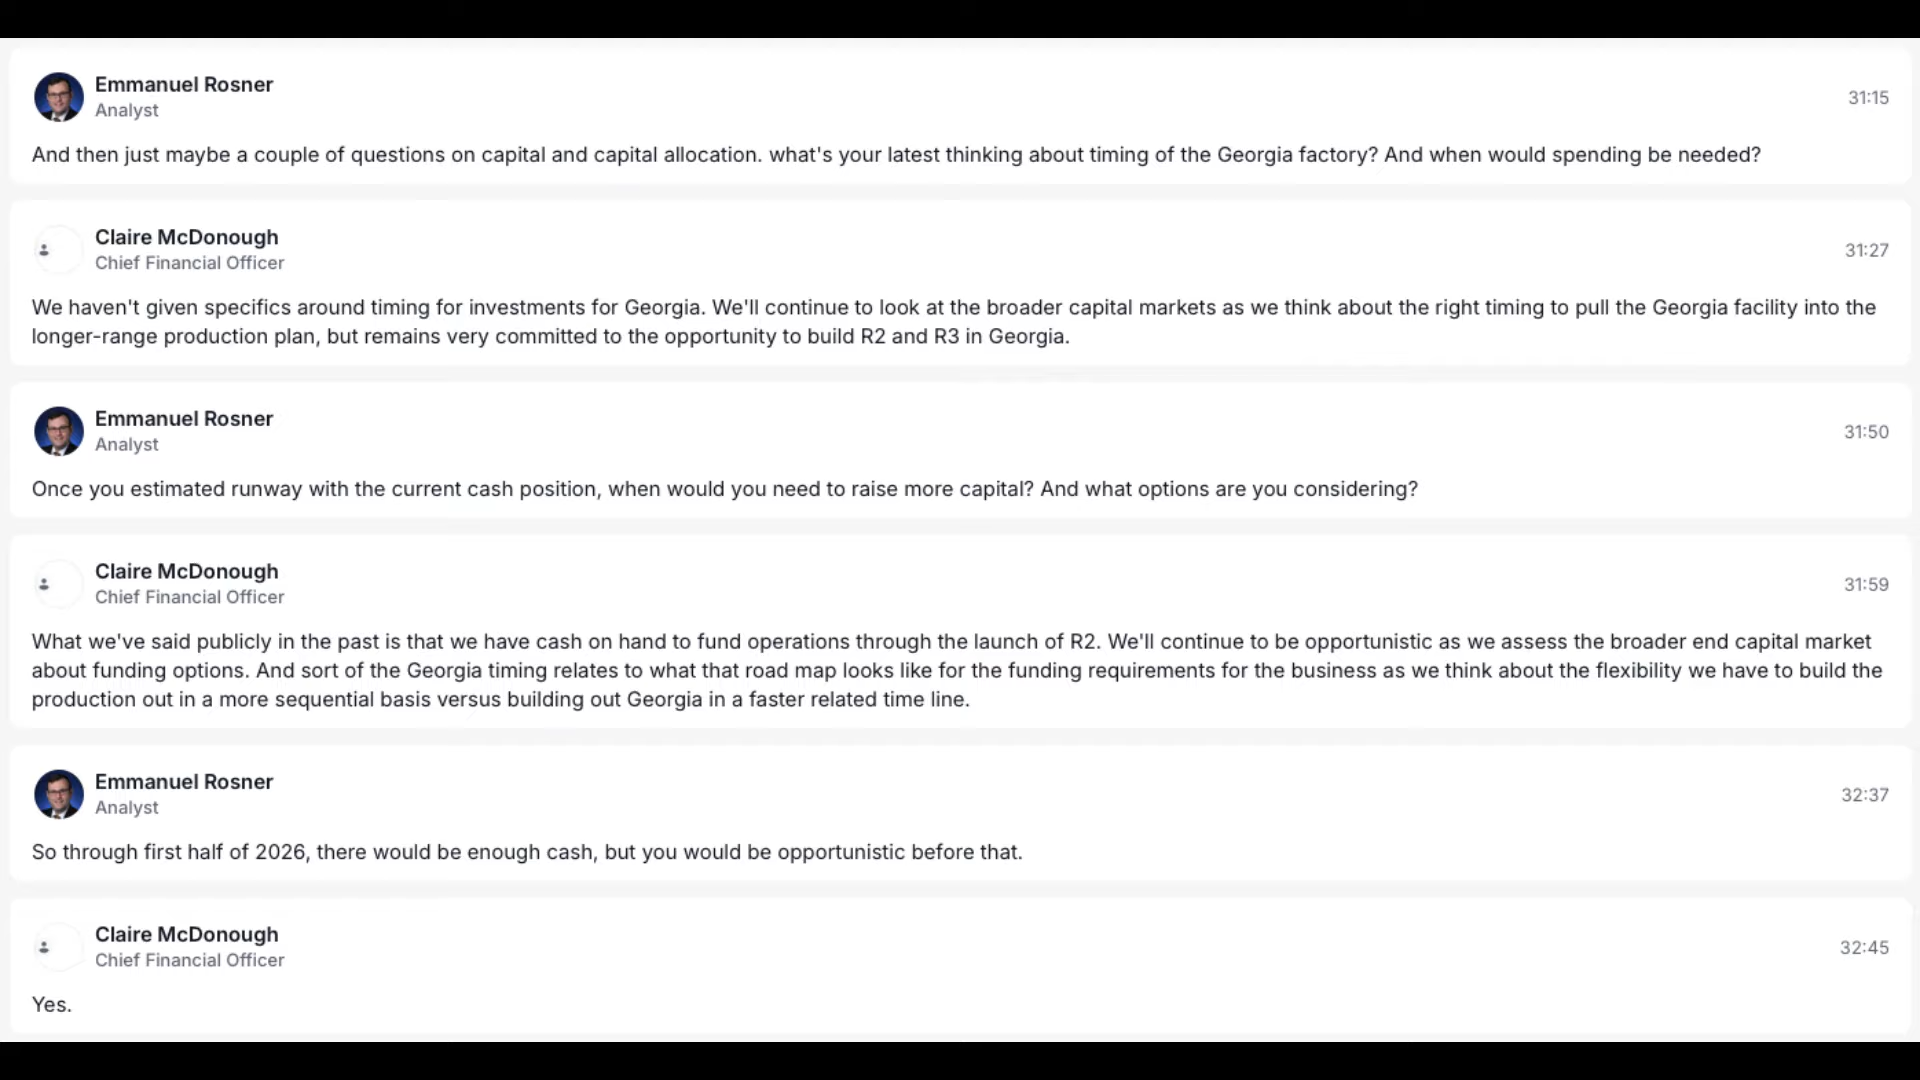 Emmanuel Rosner
Analyst
31:15
And then just maybe a couple of questions on capital and capital allocation. what's your latest thinking about timing of the Georgia factory? And when would spending be needed?
Claire McDonough
Chief Financial Officer
31:27
We haven't given specifics around timing for investments for Georgia. We'll continue to look at the broader capital markets as we think about the right timing to pull the Georgia facility into the
longer-range production plan, but remains very committed to the opportunity to build R2 and R3 in Georgia.
Emmanuel Rosner
Analyst
31:50
Once you estimated runway with the current cash position, when would you need to raise more capital? And what options are you considering?
Claire McDonough
Chief Financial Officer
31:59
What we've said publicly in the past is that we have cash on hand to fund operations through the launch of R2. We'll continue to be opportunistic as we assess the broader end capital market
about funding options. And sort of the Georgia timing relates to what that road map looks like for the funding requirements for the business as we think about the flexibility we have to build the
production out in a more sequential basis versus building out Georgia in a faster related time line.
Emmanuel Rosner
Analyst
32:37
So through first half of 2026, there would be enough cash, but you would be opportunistic before that.
Claire McDonough
Chief Financial Officer
32:45
Yes.